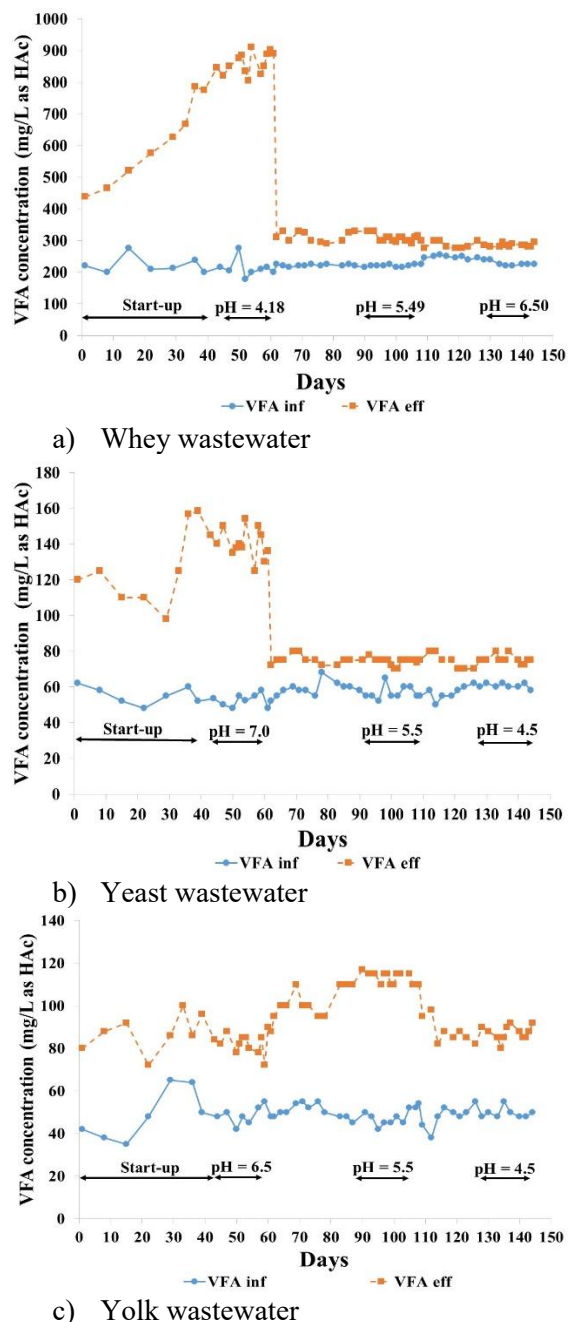 1000
900
800
700
600
500
400
300
200
100
0
VFA concentration (mg/L as HAc)
Start-up
pH = 4.18
pH = 5.49
pH = 6.50
0 10 20 30 40 50 60 70 80 90 100 110 120 130 140 150
Days
VFA inf VFA eff
a) Whey wastewater
180
160
140
120
100
80
60
40
20
0
VFA concentration (mg/L as HAc)
Start-up
pH = 7.0
pH = 5.5
pH = 4.5
0 10 20 30 40 50 60 70 80 90 100 110 120 130 140 150
Days
VFA inf VFA eff
b) Yeast wastewater
140
120
100
80
60
40
20
0
VFA concentration (mg/L as HAc)
Start-up
pH = 6.5
pH = 5.5
pH = 4.5
0 10 20 30 40 50 60 70 80 90 100 110 120 130 140 150
Days
VFA inf VFA eff
c) Yolk wastewater